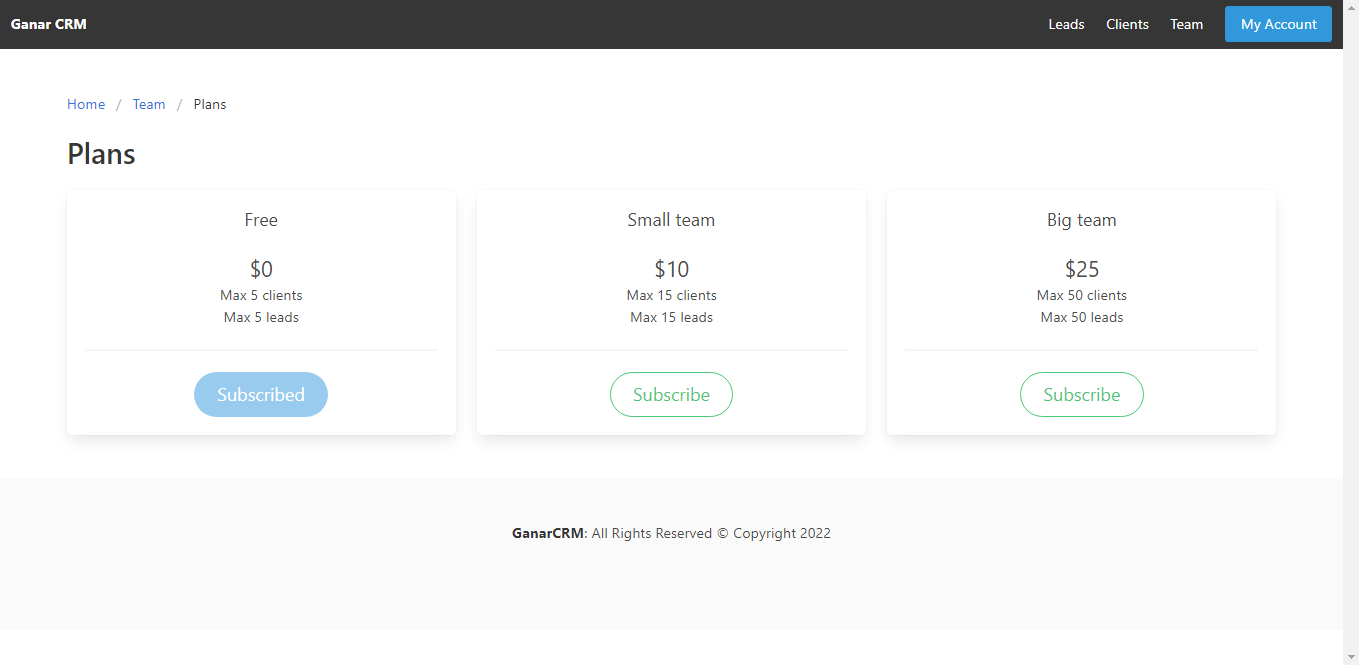 Ganar CRM
Leads
Clients
Team
My Account
Home / Team / Plans
Plans
Free
$0
Max 5 clients
Max 5 leads
Subscribed
Small team
$10
Max 15 clients
Max 15 leads
Subscribe
Big team
$25
Max 50 clients
Max 50 leads
Subscribe
GanarCRM: All Rights Reserved © Copyright 2022